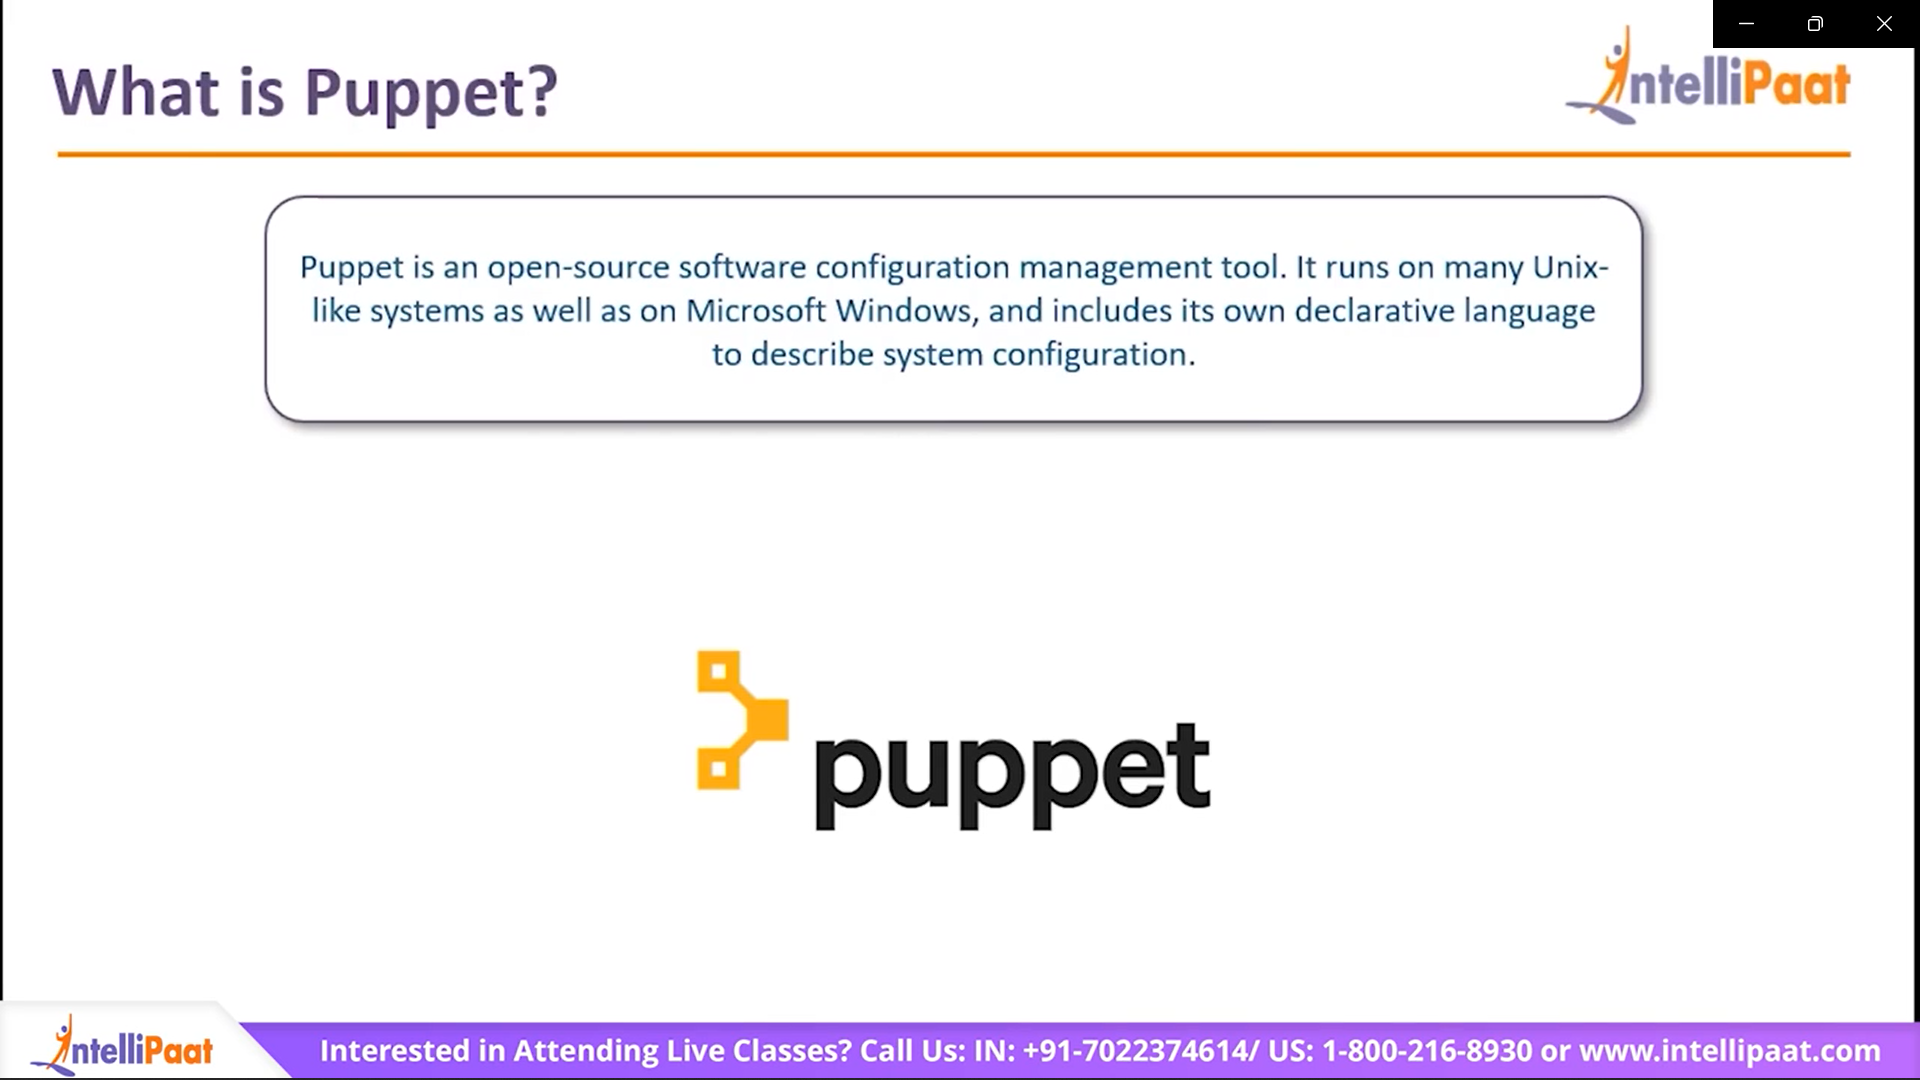 What is Puppet?
IntelliPaat
Puppet is an open-source software configuration management tool. It runs on many Unix-
like systems as well as on Microsoft Windows, and includes its own declarative language
to describe system configuration.
puppet
IntelliPaat
Interested in Attending Live Classes? Call Us: IN: +91-7022374614/ US: 1-800-216-8930 or www.intellipaat.com